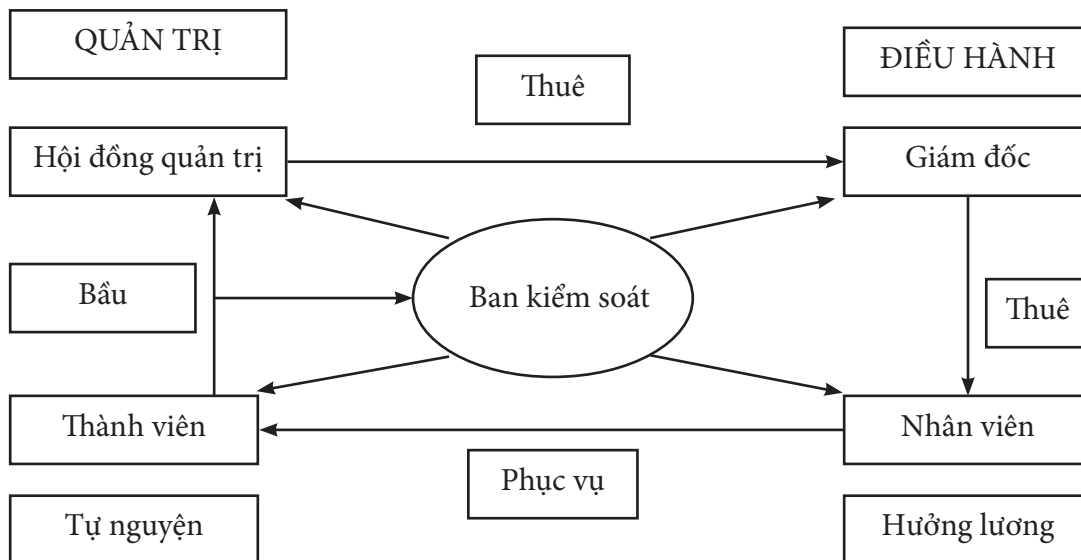 QUẢN TRỊ
ĐIỀU HÀNH
Thuê
Hội đồng quản trị
Giám đốc
Bầu
Ban kiểm soát
Thuê
Thành viên
Nhân viên
Phục vụ
Tự nguyện
Hưởng lương